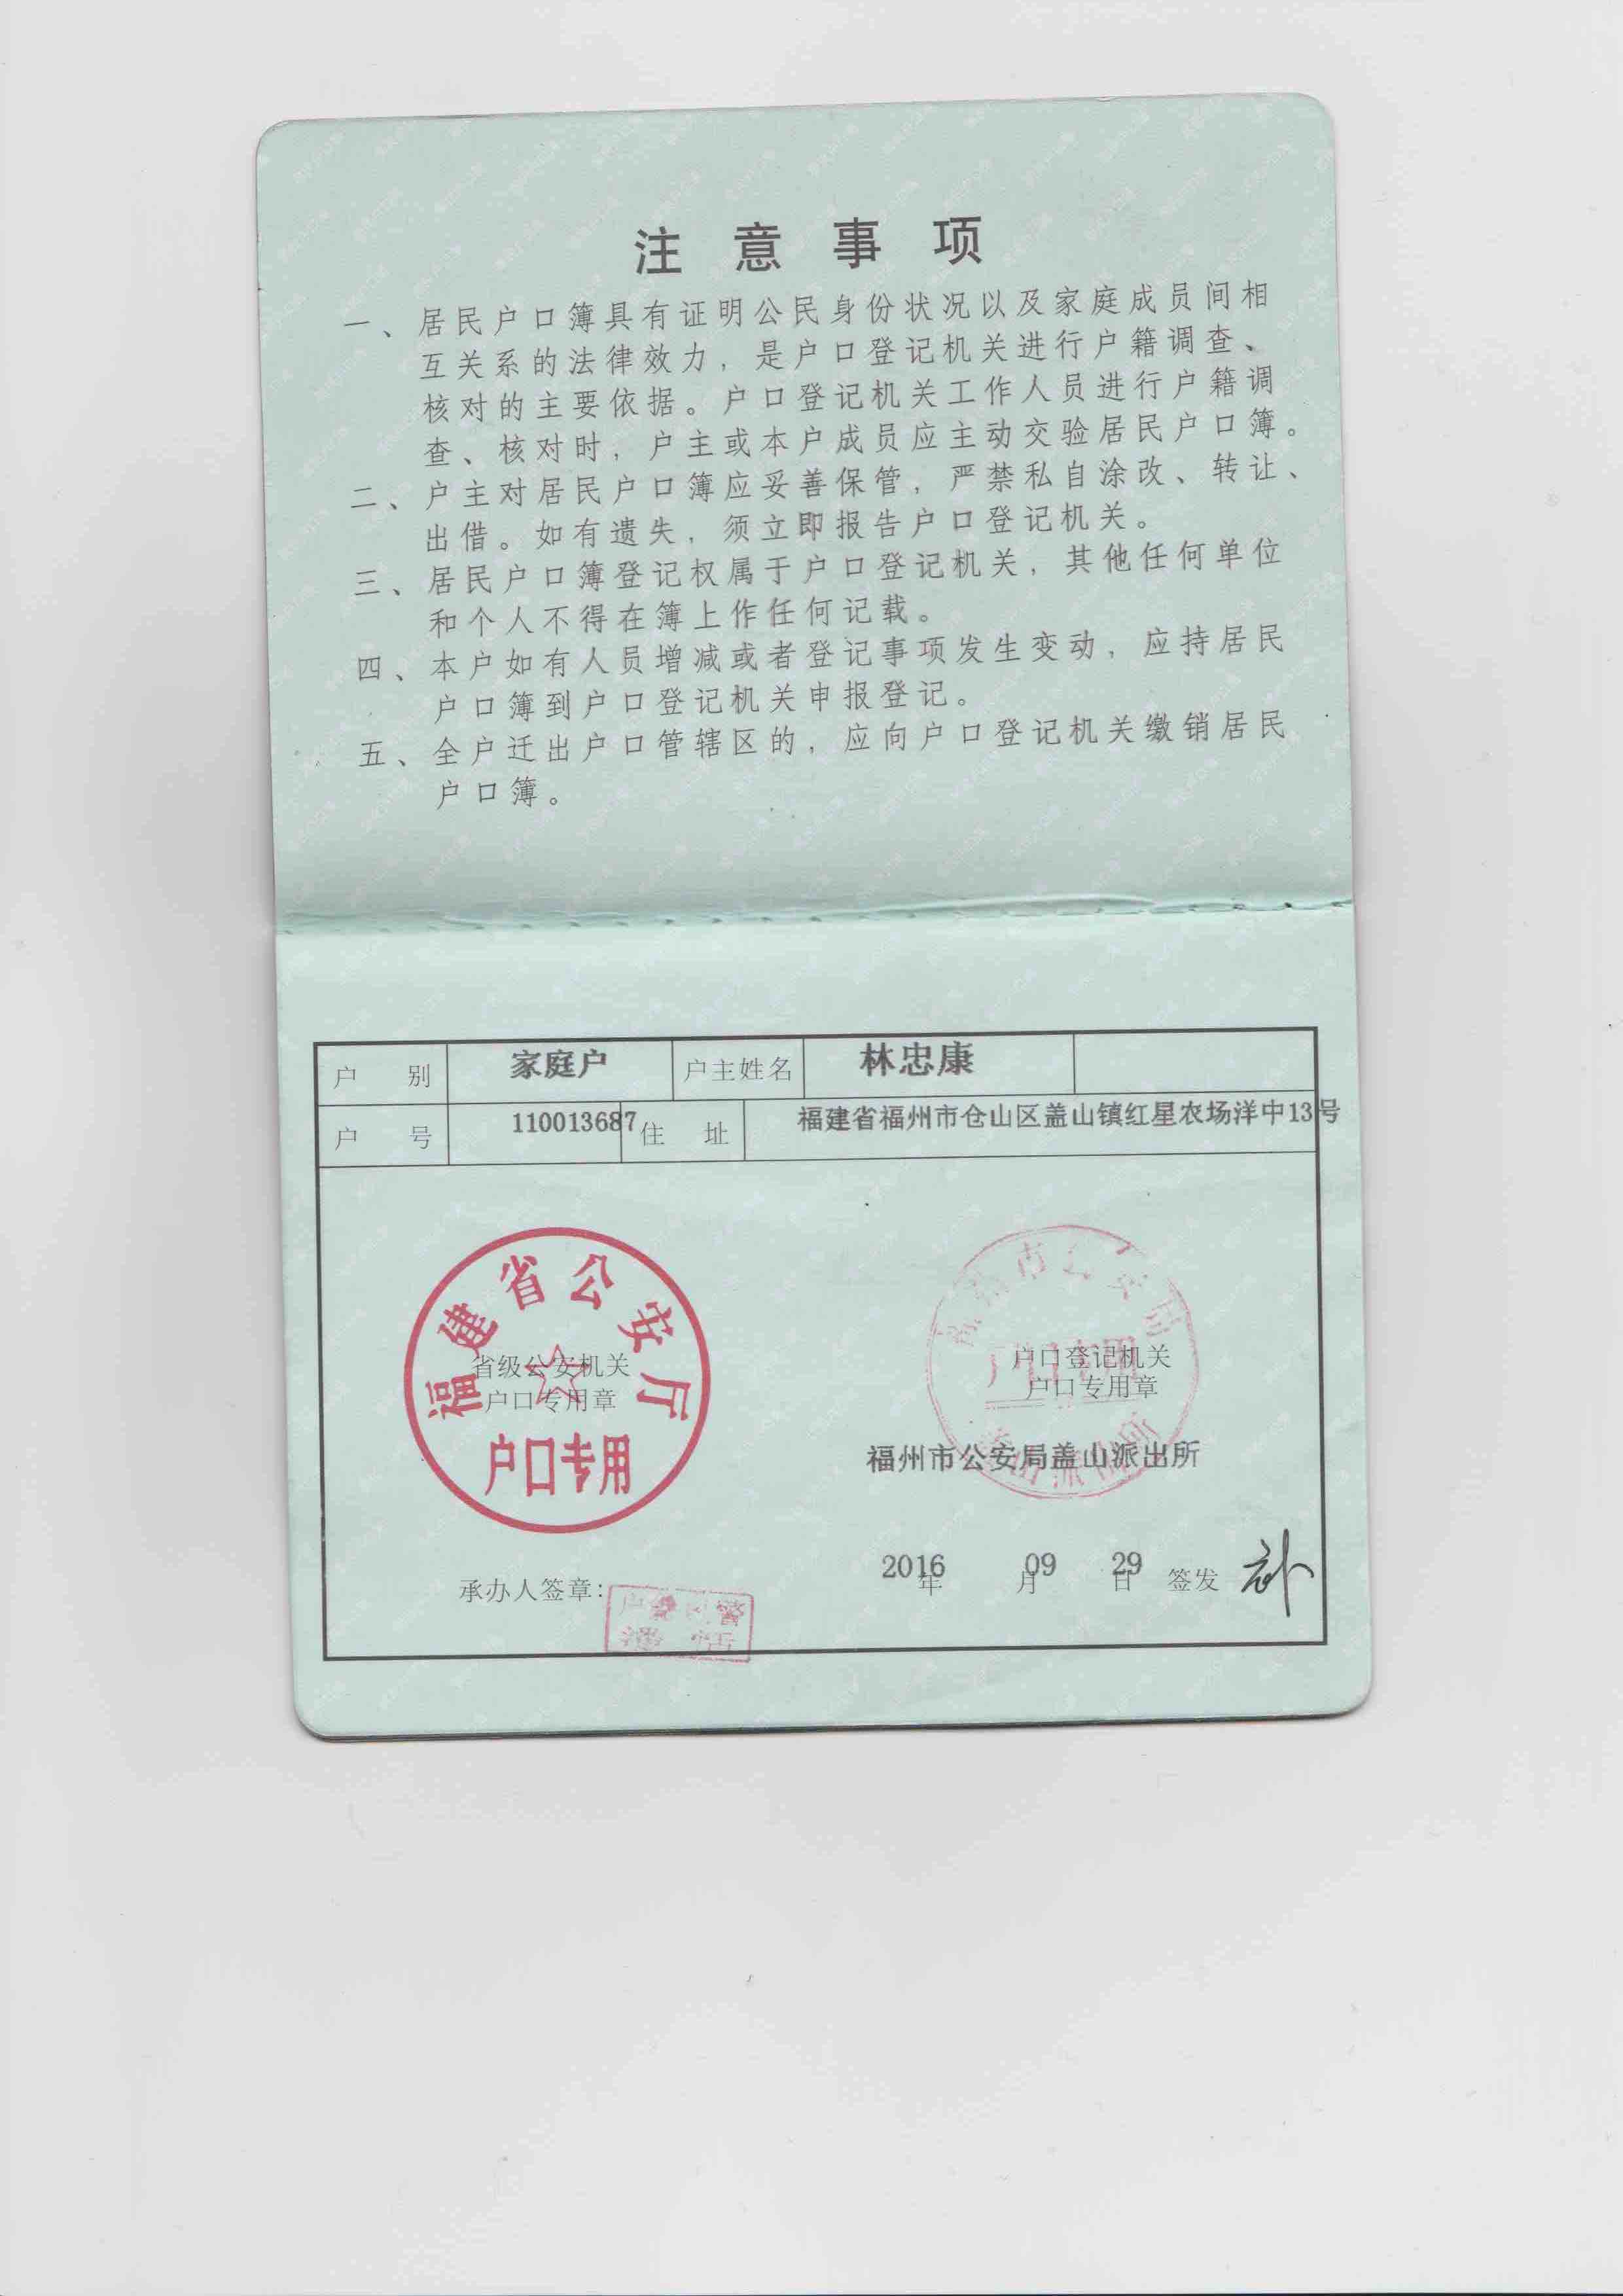 注意事项
一、居民户口簿具有证明公民身份状况以及家庭成员间相
互关系的法律效力，是户口登记机关进行户籍调查、
核对的主要依据。户口登记机关工作人员进行户籍调
查、核对时，户主或本户成员应主动交验居民户口簿。
二、户主对居民户口簿应妥善保管，严禁私自涂改、转让、
出借。如有遗失，须立即报告户口登记机关。
三、居民户口簿登记权属于户口登记机关，其他任何单位
和个人不得在簿上作任何记载。
四、本户如有人员增减或者登记事项发生变动，应持居民
户口簿到户口登记机关申报登记。
五、全户迁出户口管辖区的，应向户口登记机关缴销居民
户口簿。
户别 家庭户 户主姓名 林忠康
户号 110013687 住址 福建省福州市仓山区盖山镇红星农场洋中13号
福建省公安厅
省级公安机关
户口专用章
户口专用
福州市公安局
户口登记机关
户口专用章
福州市公安局盖山派出所
承办人签章：
2016年09月29日 签发